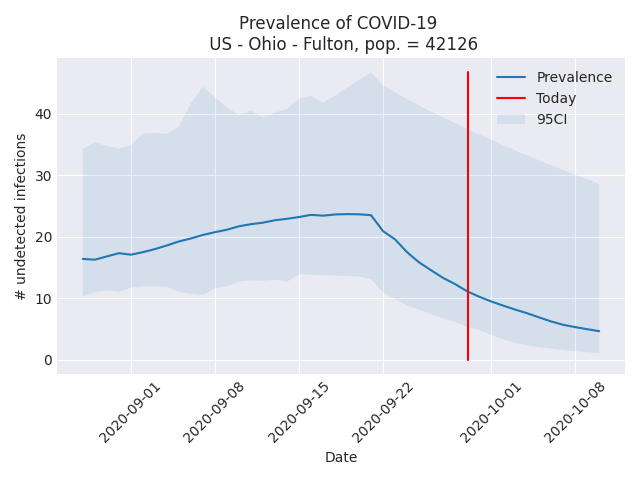 Prevalence of COVID-19
US - Ohio - Fulton, pop. = 42126
Prevalence
Today
95CI
# undetected infections
40
30
20
10
0
2020-09-01
2020-09-08
2020-09-15
2020-09-22
2020-10-01
2020-10-08
Date